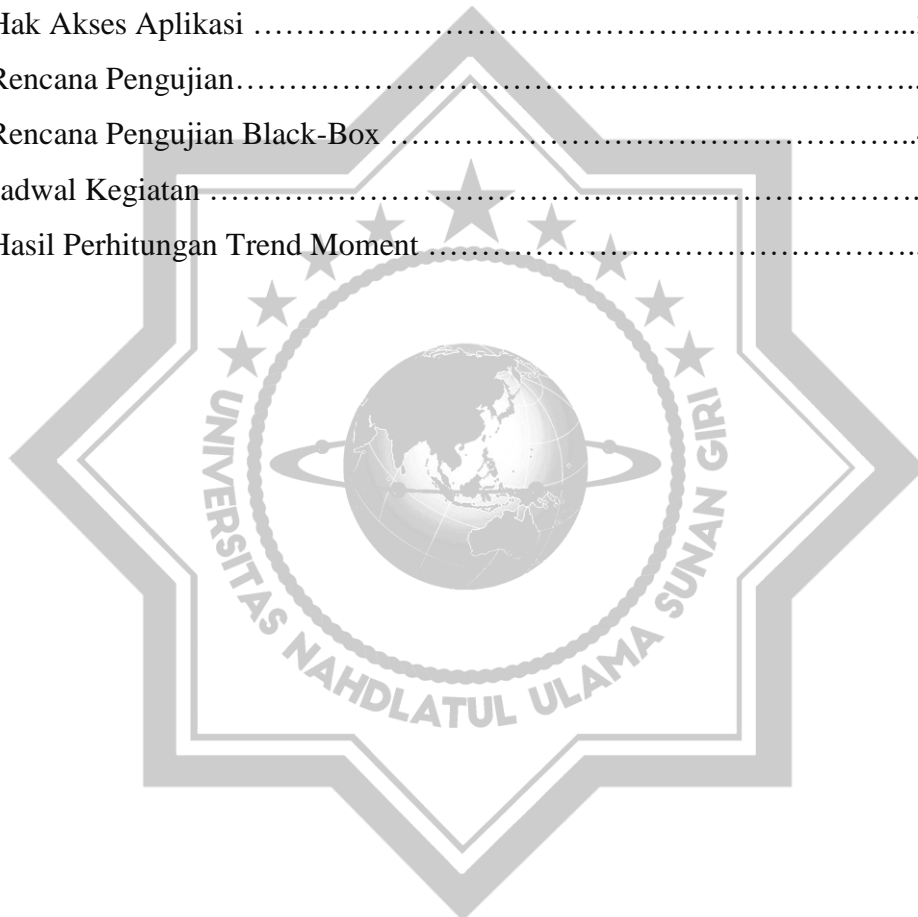 Hak Akses Aplikasi ……………………………………………………………...
Rencana Pengujian…………………………………………………………………..
Rencana Pengujian Black-Box …………………………………………………..
Jadwal Kegiatan …………………………………………………………………….
Hasil Perhitungan Trend Moment ……………………………………………….
UNIVERSITAS NAHDLATUL ULAMA SUNAN GIRI